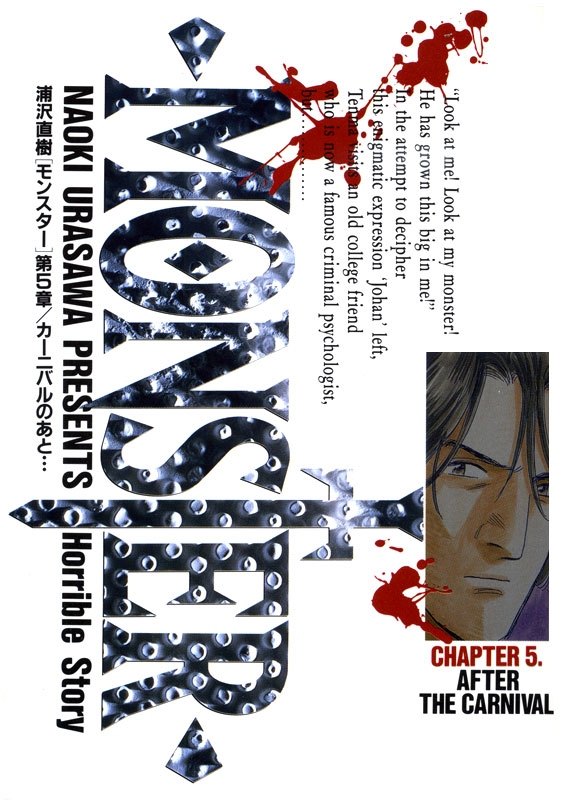 "Look at me! Look at my monster!
He has grown this big in me!"
In the attempt to decipher
this enigmatic expression 'Johan' left,
Tenma visits an old college friend
who is now a famous criminal psychologist,
but................
MONSTER
NAOKI URASAWA PRESENTS Horrible Story
浦沢直樹[モンスター]第5章/カーニバルのあと…
CHAPTER 5.
AFTER
THE CARNIVAL